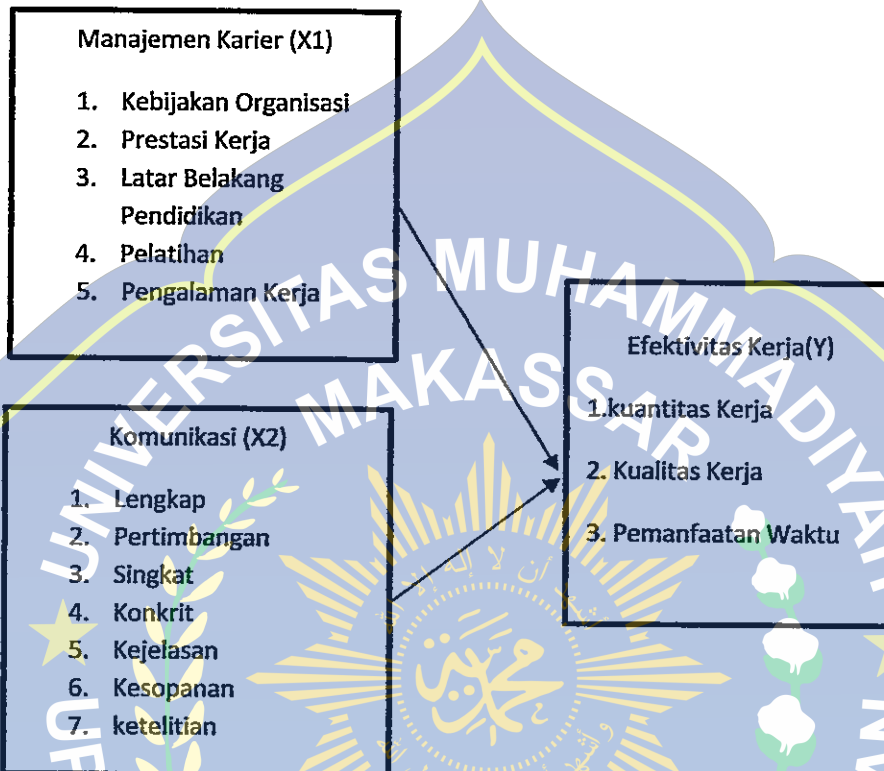 Manajemen Karier (X1)
1. Kebijakan Organisasi
2. Prestasi Kerja
3. Latar Belakang
Pendidikan
4. Pelatihan
5. Pengalaman Kerja
Komunikasi (X2)
1. Lengkap
2. Pertimbangan
3. Singkat
4. Konkrit
5. Kejelasan
6. Kesopanan
7. ketelitian
Efektivitas Kerja(Y)
1.kuantitas Kerja
2. Kualitas Kerja
3. Pemanfaatan Waktu
UNIVERSITAS MUHAMMADIYAH
MAKASSAR